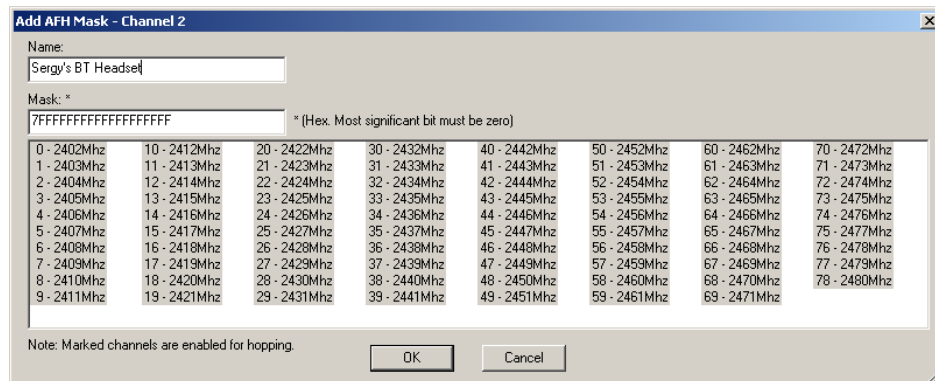 Add AFH Mask - Channel 2
Name:
Sergy's BT Headset
Mask: *
7FFFFFFFFFFFFFFFFFFF * (Hex. Most significant bit must be zero)
0 - 2402Mhz 10 - 2412Mhz 20 - 2422Mhz 30 - 2432Mhz 40 - 2442Mhz 50 - 2452Mhz 60 - 2462Mhz 70 - 2472Mhz
1 - 2403Mhz 11 - 2413Mhz 21 - 2423Mhz 31 - 2433Mhz 41 - 2443Mhz 51 - 2453Mhz 61 - 2463Mhz 71 - 2473Mhz
2 - 2404Mhz 12 - 2414Mhz 22 - 2424Mhz 32 - 2434Mhz 42 - 2444Mhz 52 - 2454Mhz 62 - 2464Mhz 72 - 2474Mhz
3 - 2405Mhz 13 - 2415Mhz 23 - 2425Mhz 33 - 2435Mhz 43 - 2445Mhz 53 - 2455Mhz 63 - 2465Mhz 73 - 2475Mhz
4 - 2406Mhz 14 - 2416Mhz 24 - 2426Mhz 34 - 2436Mhz 44 - 2446Mhz 54 - 2456Mhz 64 - 2466Mhz 74 - 2476Mhz
5 - 2407Mhz 15 - 2417Mhz 25 - 2427Mhz 35 - 2437Mhz 45 - 2447Mhz 55 - 2457Mhz 65 - 2467Mhz 75 - 2477Mhz
6 - 2408Mhz 16 - 2418Mhz 26 - 2428Mhz 36 - 2438Mhz 46 - 2448Mhz 56 - 2458Mhz 66 - 2468Mhz 76 - 2478Mhz
7 - 2409Mhz 17 - 2419Mhz 27 - 2429Mhz 37 - 2439Mhz 47 - 2449Mhz 57 - 2459Mhz 67 - 2469Mhz 77 - 2479Mhz
8 - 2410Mhz 18 - 2420Mhz 28 - 2430Mhz 38 - 2440Mhz 48 - 2450Mhz 58 - 2460Mhz 68 - 2470Mhz 78 - 2480Mhz
9 - 2411Mhz 19 - 2421Mhz 29 - 2431Mhz 39 - 2441Mhz 49 - 2451Mhz 59 - 2461Mhz 69 - 2471Mhz
Note: Marked channels are enabled for hopping.
OK Cancel